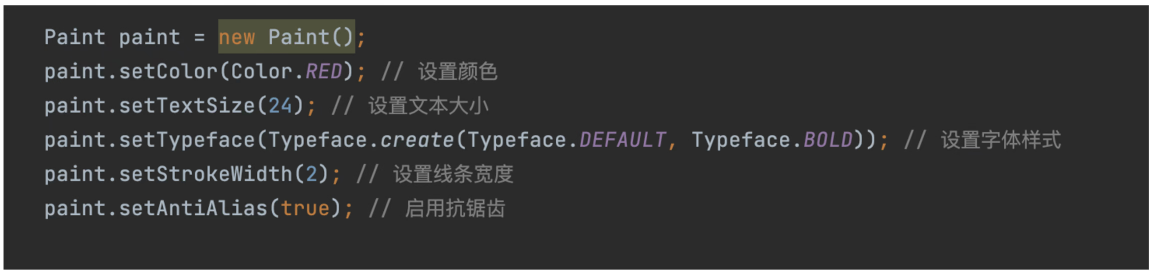 Paint paint = new Paint();
paint.setColor(Color.RED); // 设置颜色
paint.setTextSize(24); // 设置文本大小
paint.setTypeface(Typeface.create(Typeface.DEFAULT, Typeface.BOLD)); // 设置字体样式
paint.setStrokeWidth(2); // 设置线条宽度
paint.setAntiAlias(true); // 启用抗锯齿